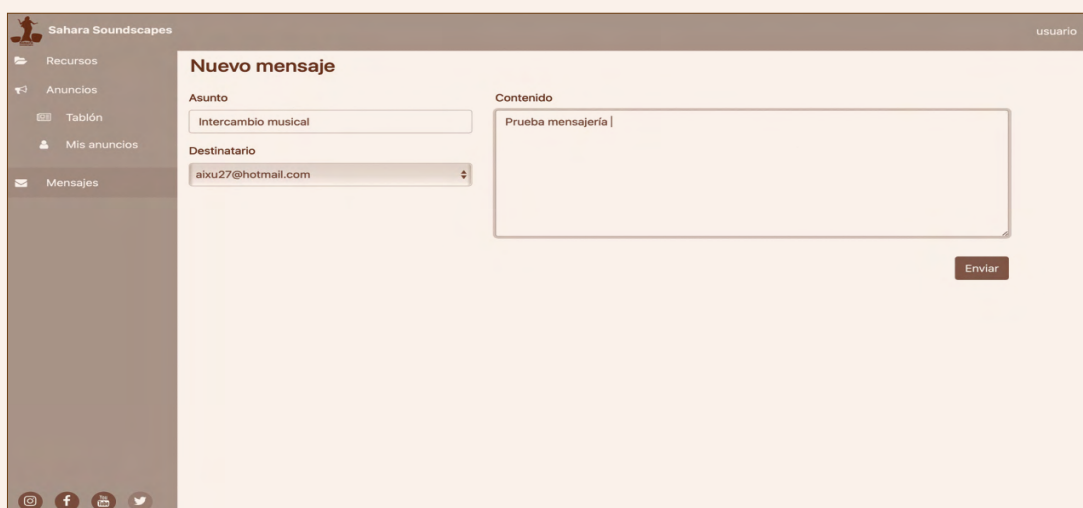 Sahara Soundscapes
usuario
Recursos
Anuncios
Tablón
Mis anuncios
Mensajes
Nuevo mensaje
Asunto
Intercambio musical
Destinatario
aixu27@hotmail.com
Contenido
Prueba mensajería
Enviar